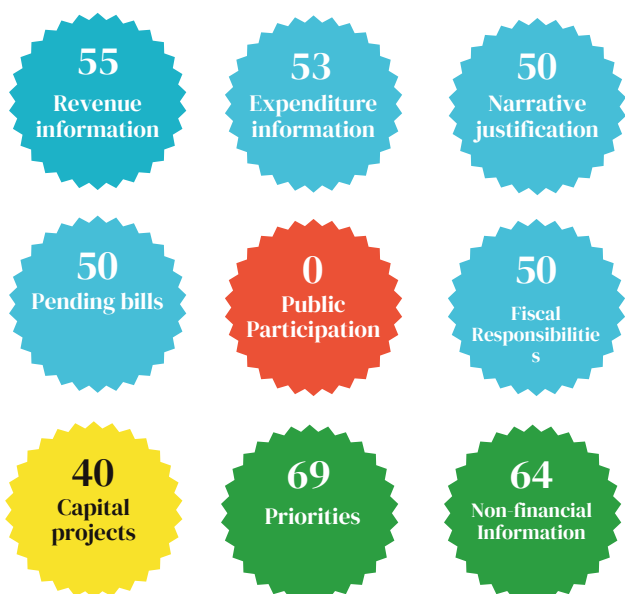 55
Revenue
information
53
Expenditure
information
50
Narrative
justification
50
Pending bills
0
Public
Participation
50
Fiscal
Responsibilitie
s
40
Capital
projects
69
Priorities
64
Non-financial
Information